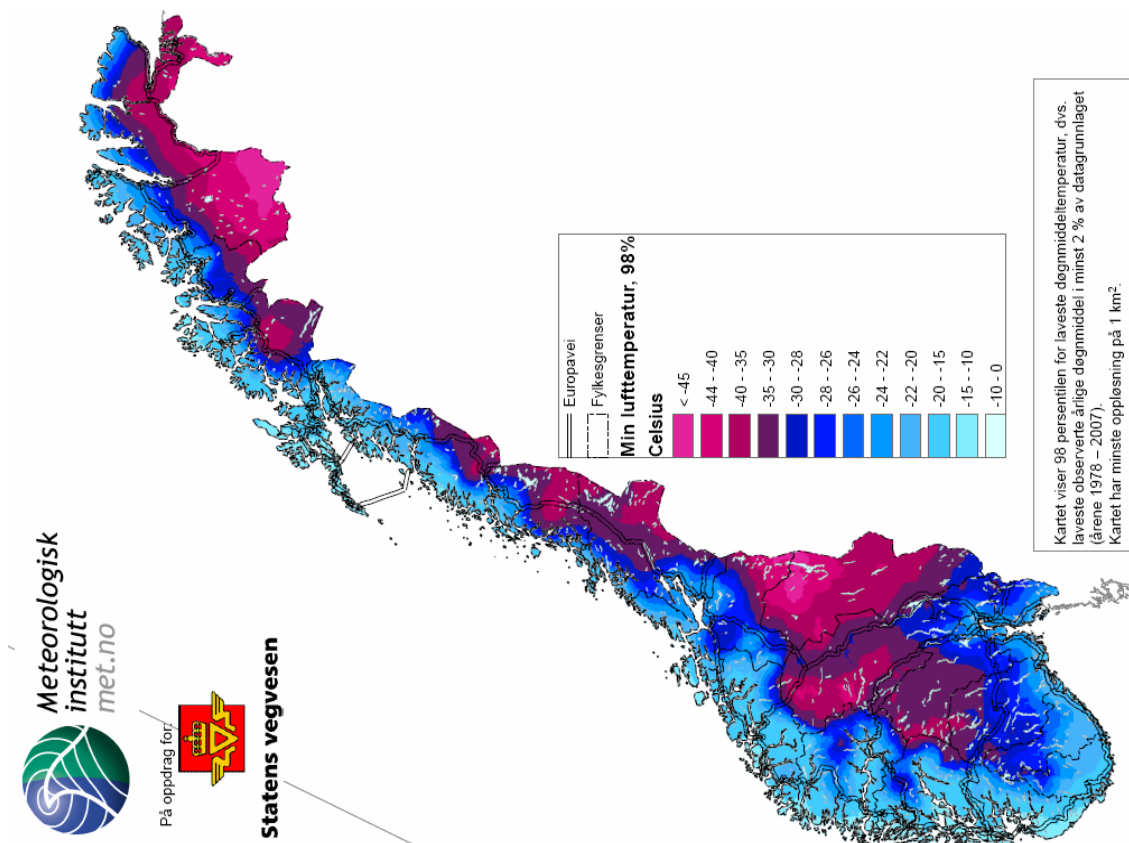 Meteorologisk
institutt
met.no
På oppdrag for:
Statens vegvesen
Europavei
Fylkesgrenser
Min lufttemperatur, 98%
Celsius
< -45
-44 - -40
-40 - -35
-35 - -30
-30 - -28
-28 - -26
-26 - -24
-24 - -22
-22 - -20
-20 - -15
-15 - -10
-10 - 0
Kartet viser 98 persentilen for laveste døgnmiddeltemperatur, dvs.
laveste observerte årlige døgnmiddel i minst 2 % av datagrunnlaget
(årene 1978 – 2007).
Kartet har minste oppløsning på 1 km².